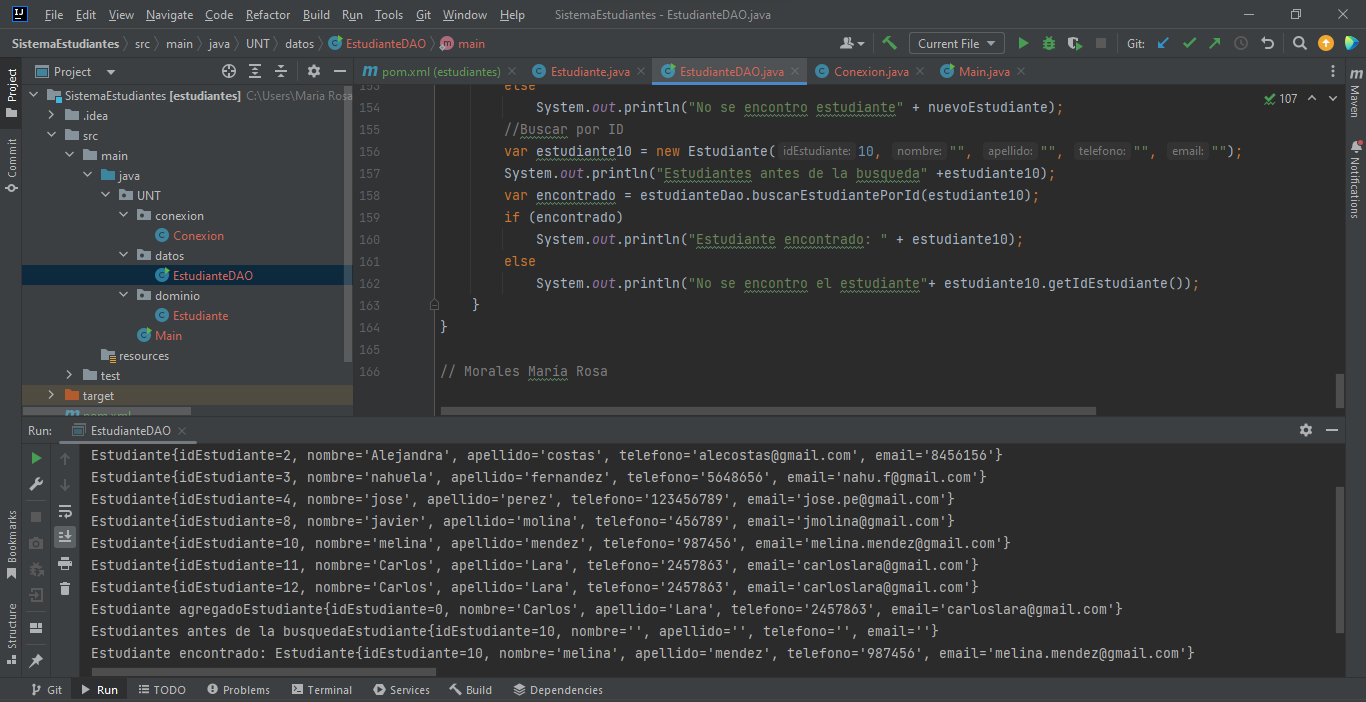 File Edit View Navigate Code Refactor Build Run Tools Git Window Help SistemaEstudiantes - EstudianteDAO.java
SistemaEstudiantes src main java UNT datos EstudianteDAO main Current File Git:
Project pom.xml (estudiantes) Estudiante.java EstudianteDAO.java Conexion.java Main.java
Project
Commit
Bookmarks
Structure
SistemaEstudiantes [estudiantes] C:\Users\Maria Rosa
.idea
src
main
java
UNT
conexion
Conexion
datos
EstudianteDAO
dominio
Estudiante
Main
resources
test
target
pom.xml
153 else
154 System.out.println("No se encontro estudiante" + nuevoEstudiante);
155 //Buscar por ID
156 var estudiante10 = new Estudiante( idEstudiante: 10, nombre: "", apellido: "", telefono: "", email: "");
157 System.out.println("Estudiantes antes de la busqueda" +estudiante10);
158 var encontrado = estudianteDao.buscarEstudiantePorId(estudiante10);
159 if (encontrado)
160 System.out.println("Estudiante encontrado: " + estudiante10);
161 else
162 System.out.println("No se encontro el estudiante"+ estudiante10.getIdEstudiante());
163 }
164 }
165
166 // Morales María Rosa
107
Maven
Notifications
Run: EstudianteDAO
Estudiante{idEstudiante=2, nombre='Alejandra', apellido='costas', telefono='alecostas@gmail.com', email='8456156'}
Estudiante{idEstudiante=3, nombre='nahuela', apellido='fernandez', telefono='5648656', email='nahu.f@gmail.com'}
Estudiante{idEstudiante=4, nombre='jose', apellido='perez', telefono='123456789', email='jose.pe@gmail.com'}
Estudiante{idEstudiante=8, nombre='javier', apellido='molina', telefono='456789', email='jmolina@gmail.com'}
Estudiante{idEstudiante=10, nombre='melina', apellido='mendez', telefono='987456', email='melina.mendez@gmail.com'}
Estudiante{idEstudiante=11, nombre='Carlos', apellido='Lara', telefono='2457863', email='carloslara@gmail.com'}
Estudiante{idEstudiante=12, nombre='Carlos', apellido='Lara', telefono='2457863', email='carloslara@gmail.com'}
Estudiante agregadoEstudiante{idEstudiante=0, nombre='Carlos', apellido='Lara', telefono='2457863', email='carloslara@gmail.com'}
Estudiantes antes de la busquedaEstudiante{idEstudiante=10, nombre='', apellido='', telefono='', email=''}
Estudiante encontrado: Estudiante{idEstudiante=10, nombre='melina', apellido='mendez', telefono='987456', email='melina.mendez@gmail.com'}
Git Run TODO Problems Terminal Services Build Dependencies